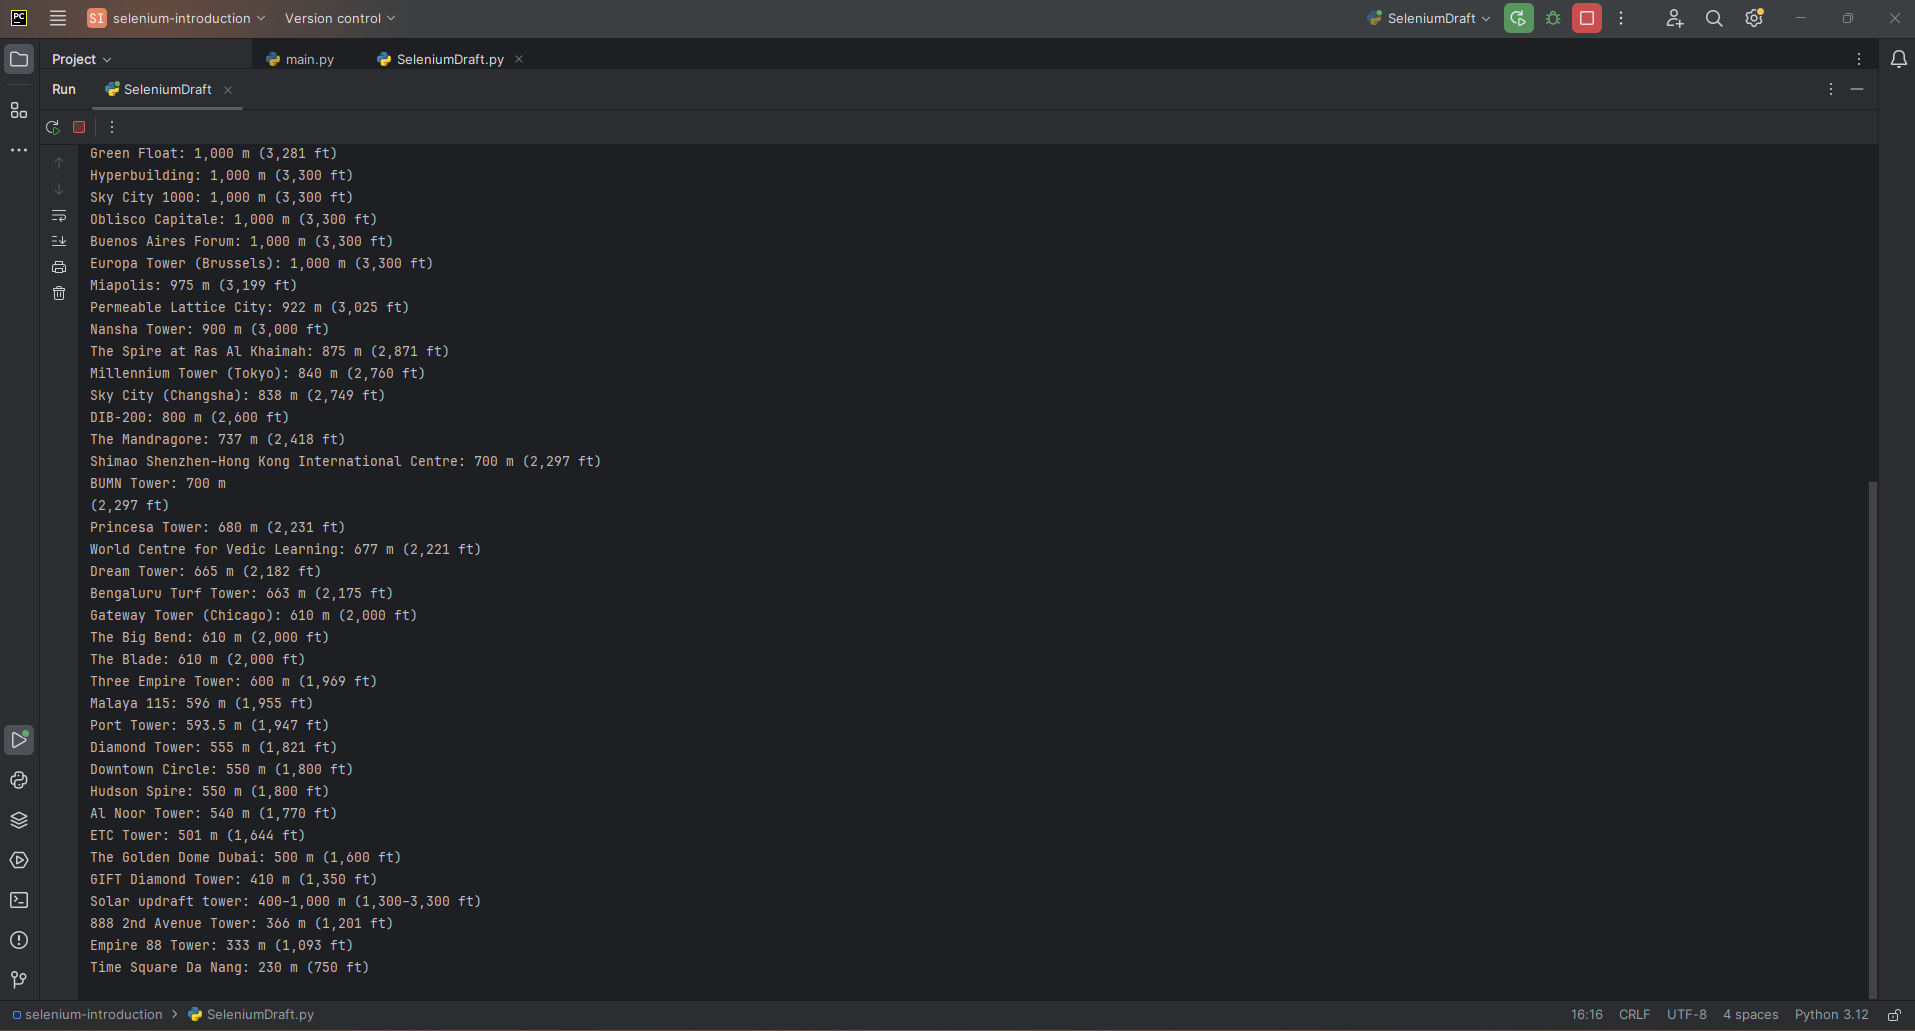 PC SI selenium-introduction Version control SeleniumDraft
Project main.py SeleniumDraft.py
Run SeleniumDraft
Green Float: 1,000 m (3,281 ft)
Hyperbuilding: 1,000 m (3,300 ft)
Sky City 1000: 1,000 m (3,300 ft)
Oblisco Capitale: 1,000 m (3,300 ft)
Buenos Aires Forum: 1,000 m (3,300 ft)
Europa Tower (Brussels): 1,000 m (3,300 ft)
Miapolis: 975 m (3,199 ft)
Permeable Lattice City: 922 m (3,025 ft)
Nansha Tower: 900 m (3,000 ft)
The Spire at Ras Al Khaimah: 875 m (2,871 ft)
Millennium Tower (Tokyo): 840 m (2,760 ft)
Sky City (Changsha): 838 m (2,749 ft)
DIB-200: 800 m (2,600 ft)
The Mandragore: 737 m (2,418 ft)
Shimao Shenzhen–Hong Kong International Centre: 700 m (2,297 ft)
BUMN Tower: 700 m
(2,297 ft)
Princesa Tower: 680 m (2,231 ft)
World Centre for Vedic Learning: 677 m (2,221 ft)
Dream Tower: 665 m (2,182 ft)
Bengaluru Turf Tower: 663 m (2,175 ft)
Gateway Tower (Chicago): 610 m (2,000 ft)
The Big Bend: 610 m (2,000 ft)
The Blade: 610 m (2,000 ft)
Three Empire Tower: 600 m (1,969 ft)
Malaya 115: 596 m (1,955 ft)
Port Tower: 593.5 m (1,947 ft)
Diamond Tower: 555 m (1,821 ft)
Downtown Circle: 550 m (1,800 ft)
Hudson Spire: 550 m (1,800 ft)
Al Noor Tower: 540 m (1,770 ft)
ETC Tower: 501 m (1,644 ft)
The Golden Dome Dubai: 500 m (1,600 ft)
GIFT Diamond Tower: 410 m (1,350 ft)
Solar updraft tower: 400–1,000 m (1,300–3,300 ft)
888 2nd Avenue Tower: 366 m (1,201 ft)
Empire 88 Tower: 333 m (1,093 ft)
Time Square Da Nang: 230 m (750 ft)
selenium-introduction SeleniumDraft.py 16:16 CRLF UTF-8 4 spaces Python 3.12